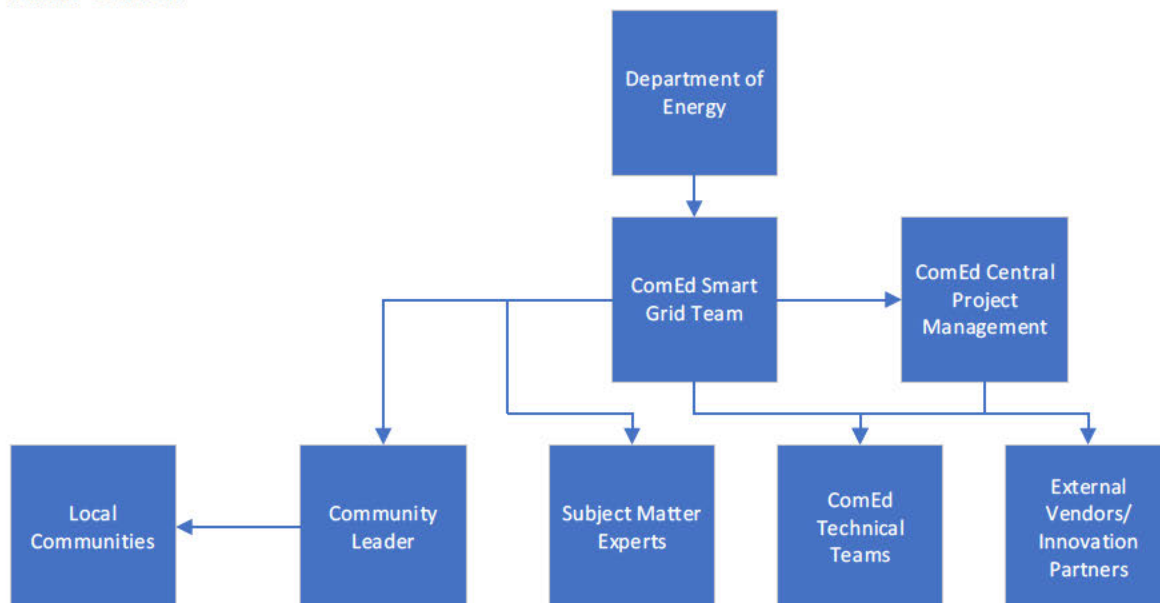 Department of
Energy
ComEd Smart
Grid Team
ComEd Central
Project
Management
Local
Communities
Community
Leader
Subject Matter
Experts
ComEd
Technical
Teams
External
Vendors/
Innovation
Partners